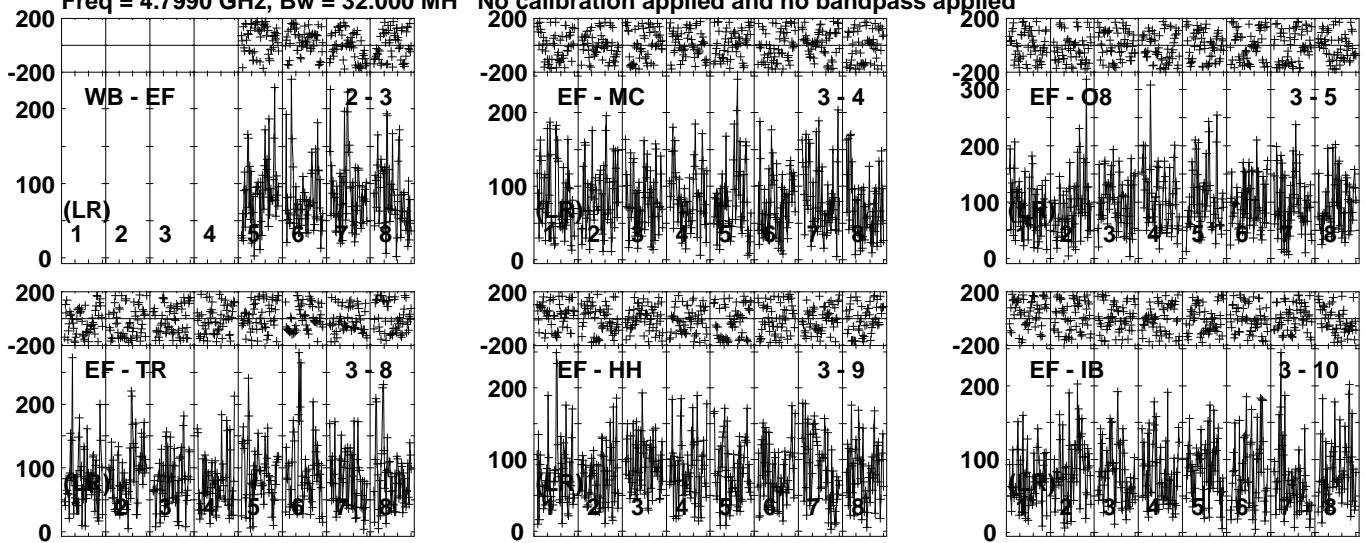 Freq = 4.7990 GHz, Bw = 32.000 MH No calibration applied and no bandpass applied
200
-200
WB - EF 2 - 3
200
100
(LR)
1 2 3 4 5 6 7 8
0
200
-200
EF - MC 3 - 4
200
100
(LR)
1 2 3 4 5 6 7 8
0
200
-200
300
EF - O8 3 - 5
200
100
(LR)
1 2 3 4 5 6 7 8
0
200
-200
EF - TR 3 - 8
200
100
(LR)
1 2 3 4 5 6 7 8
0
200
-200
EF - HH 3 - 9
200
100
(LR)
1 2 3 4 5 6 7 8
0
200
-200
EF - IB 3 - 10
200
100
(LR)
1 2 3 4 5 6 7 8
0